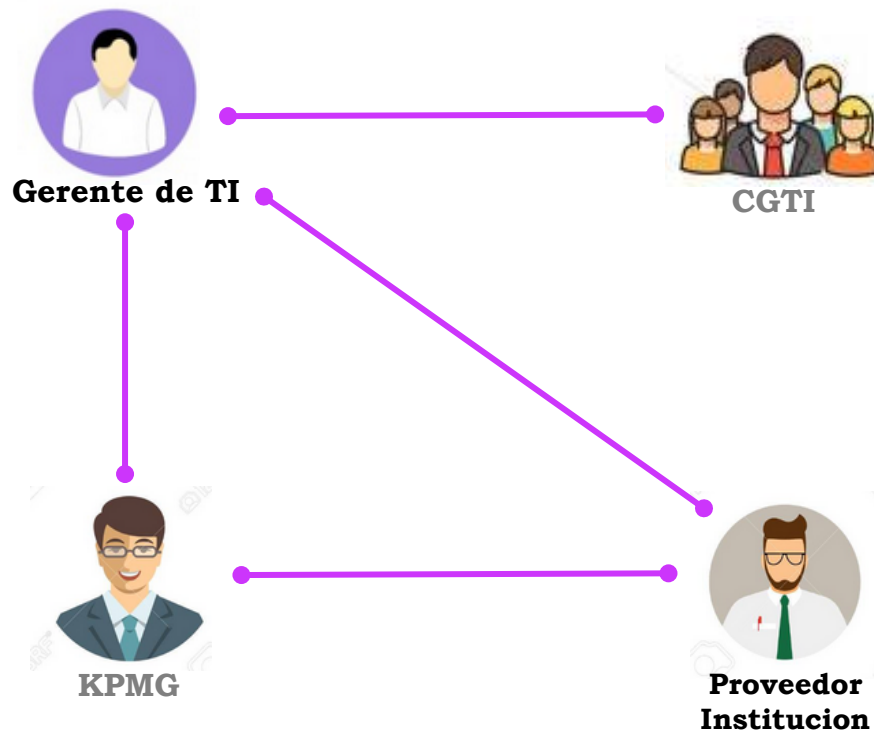 Gerente de TI
CGTI
KPMG
Proveedor
Institucion